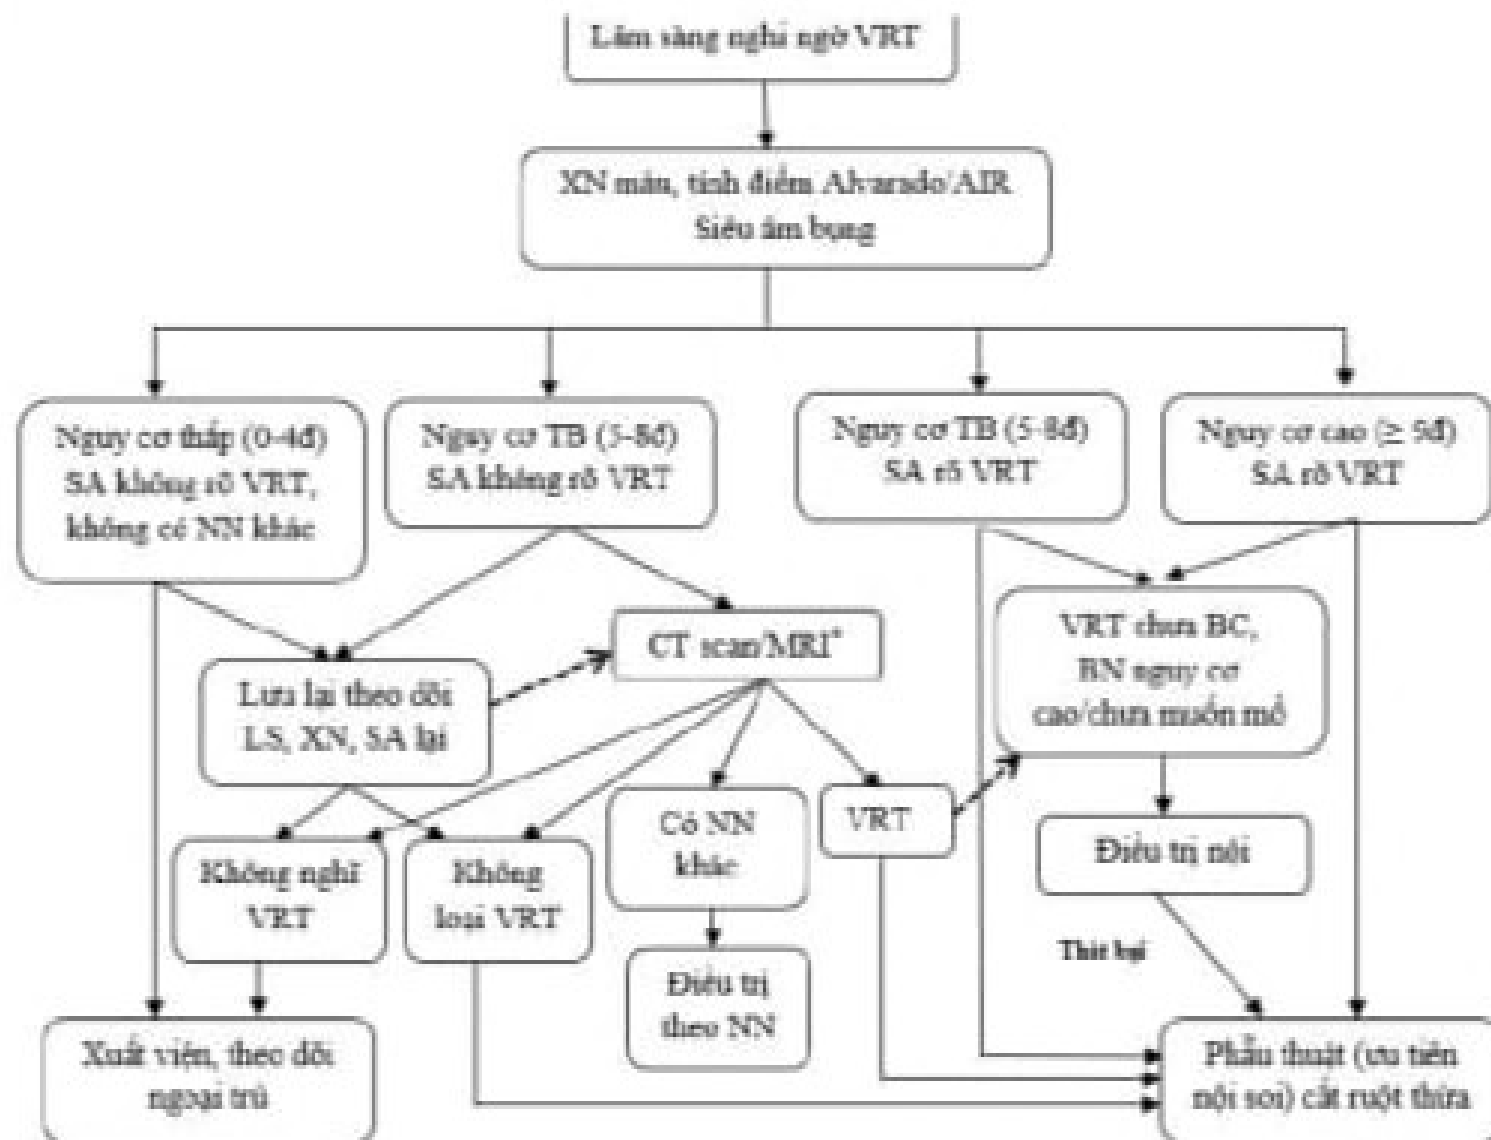 Lâm sàng nghi ngờ VRT
XN máu, tính điểm Alvarado/AIR
Siêu âm bụng
Nguy cơ thấp (0-4đ)
SA không rõ VRT,
không có NN khác
Nguy cơ TB (5-8đ)
SA không rõ VRT
Nguy cơ TB (5-8đ)
SA rõ VRT
Nguy cơ cao (≥ 9đ)
SA rõ VRT
CT scan/MRI*
VRT chưa BC,
BN nguy cơ
cao/chưa muốn mổ
Lưu lại theo dõi
LS, XN, SA lại
Có NN
khác
VRT
Không nghĩ
VRT
Không
loại VRT
Điều trị nội
Thất bại
Điều trị
theo NN
Xuất viện, theo dõi
ngoại trú
Phẫu thuật (ưu tiên
nội soi) cắt ruột thừa